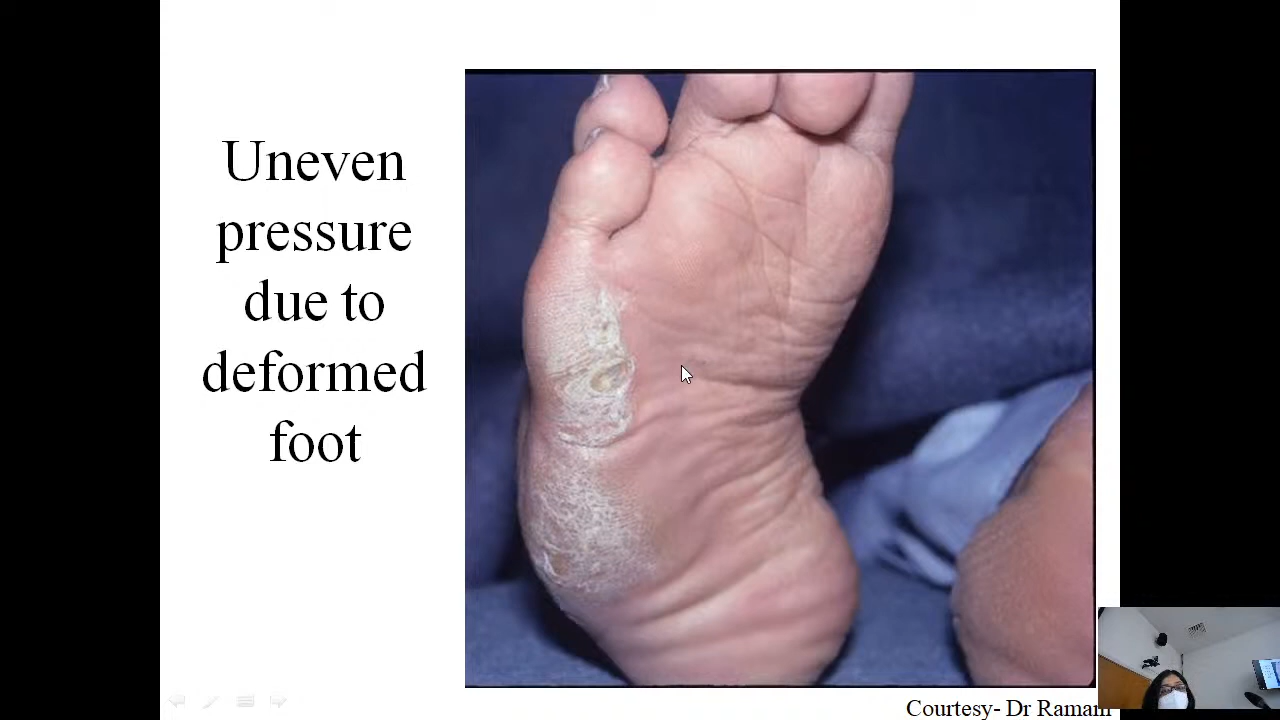 Uneven
pressure
due to
deformed
foot
Courtesy- Dr Ramani